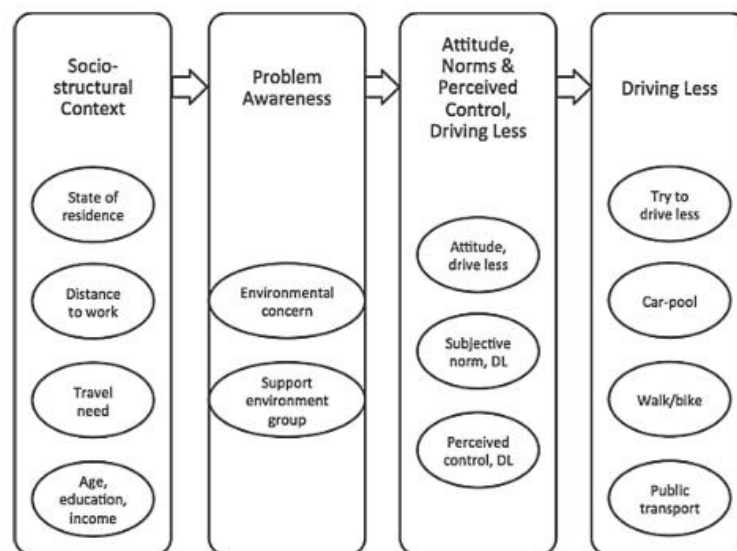 Socio-
structural
Context
State of
residence
Distance
to work
Travel
need
Age,
education,
income
Problem
Awareness
Environmental
concern
Support
environment
group
Attitude,
Norms &
Perceived
Control,
Driving Less
Attitude,
drive less
Subjective
norm, DL
Perceived
control, DL
Driving Less
Try to
drive less
Car-pool
Walk/bike
Public
transport